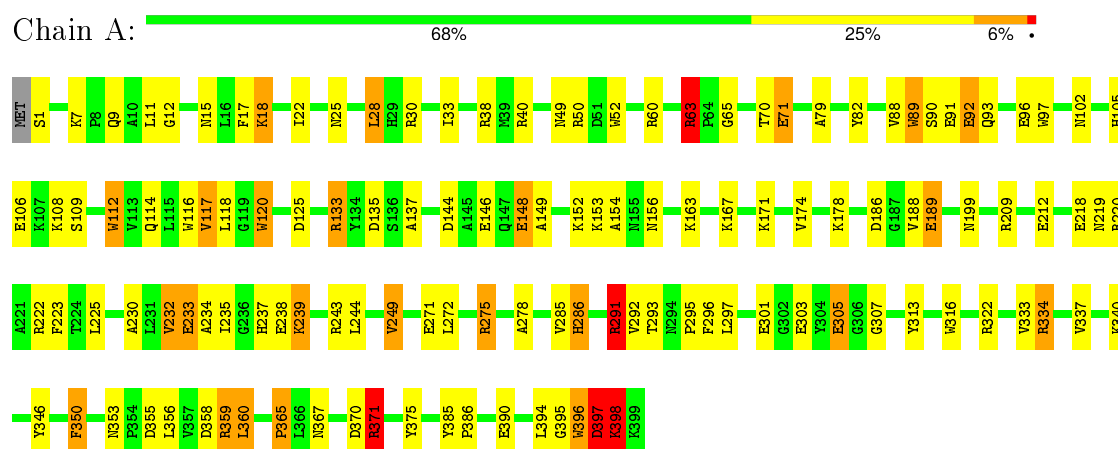 Chain A:
68% 25% 6% •
MET S1 K7 P8 Q9 A10 L11 G12 N15 L16 F17 K18 I22 N25 L28 H29 R30 I33 R38 M39 R40 N49 R50 D51 W52 R60 R63 P64 G65 T70 E71 A79 Y82 V88 W89 S90 E91 E92 Q93 E96 W97 N102 H105
E106 K107 K108 S109 W112 V113 Q114 L115 W116 V117 L118 G119 W120 D125 R133 Y134 D135 S136 A137 D144 A145 E146 Q147 E148 A149 K152 K153 A154 N155 N156 K163 K167 K171 V174 K178 D186 G187 V188 E189 N199 R209 E212 E218 N219 R220
A221 R222 F223 T224 L225 A230 L231 V232 E233 A234 I235 G236 H237 E238 K239 R243 L244 V249 E271 L272 R275 A278 V285 H286 R291 V292 T293 N294 P295 F296 L297 E301 G302 E303 Y304 E305 G306 G307 Y313 W316 R322 V333 R334 V337 K340
Y346 F350 N353 P354 D355 L356 V357 D358 R359 L360 P365 L366 N367 D370 R371 Y375 Y385 P386 E390 L394 G395 W396 D397 K398 K399